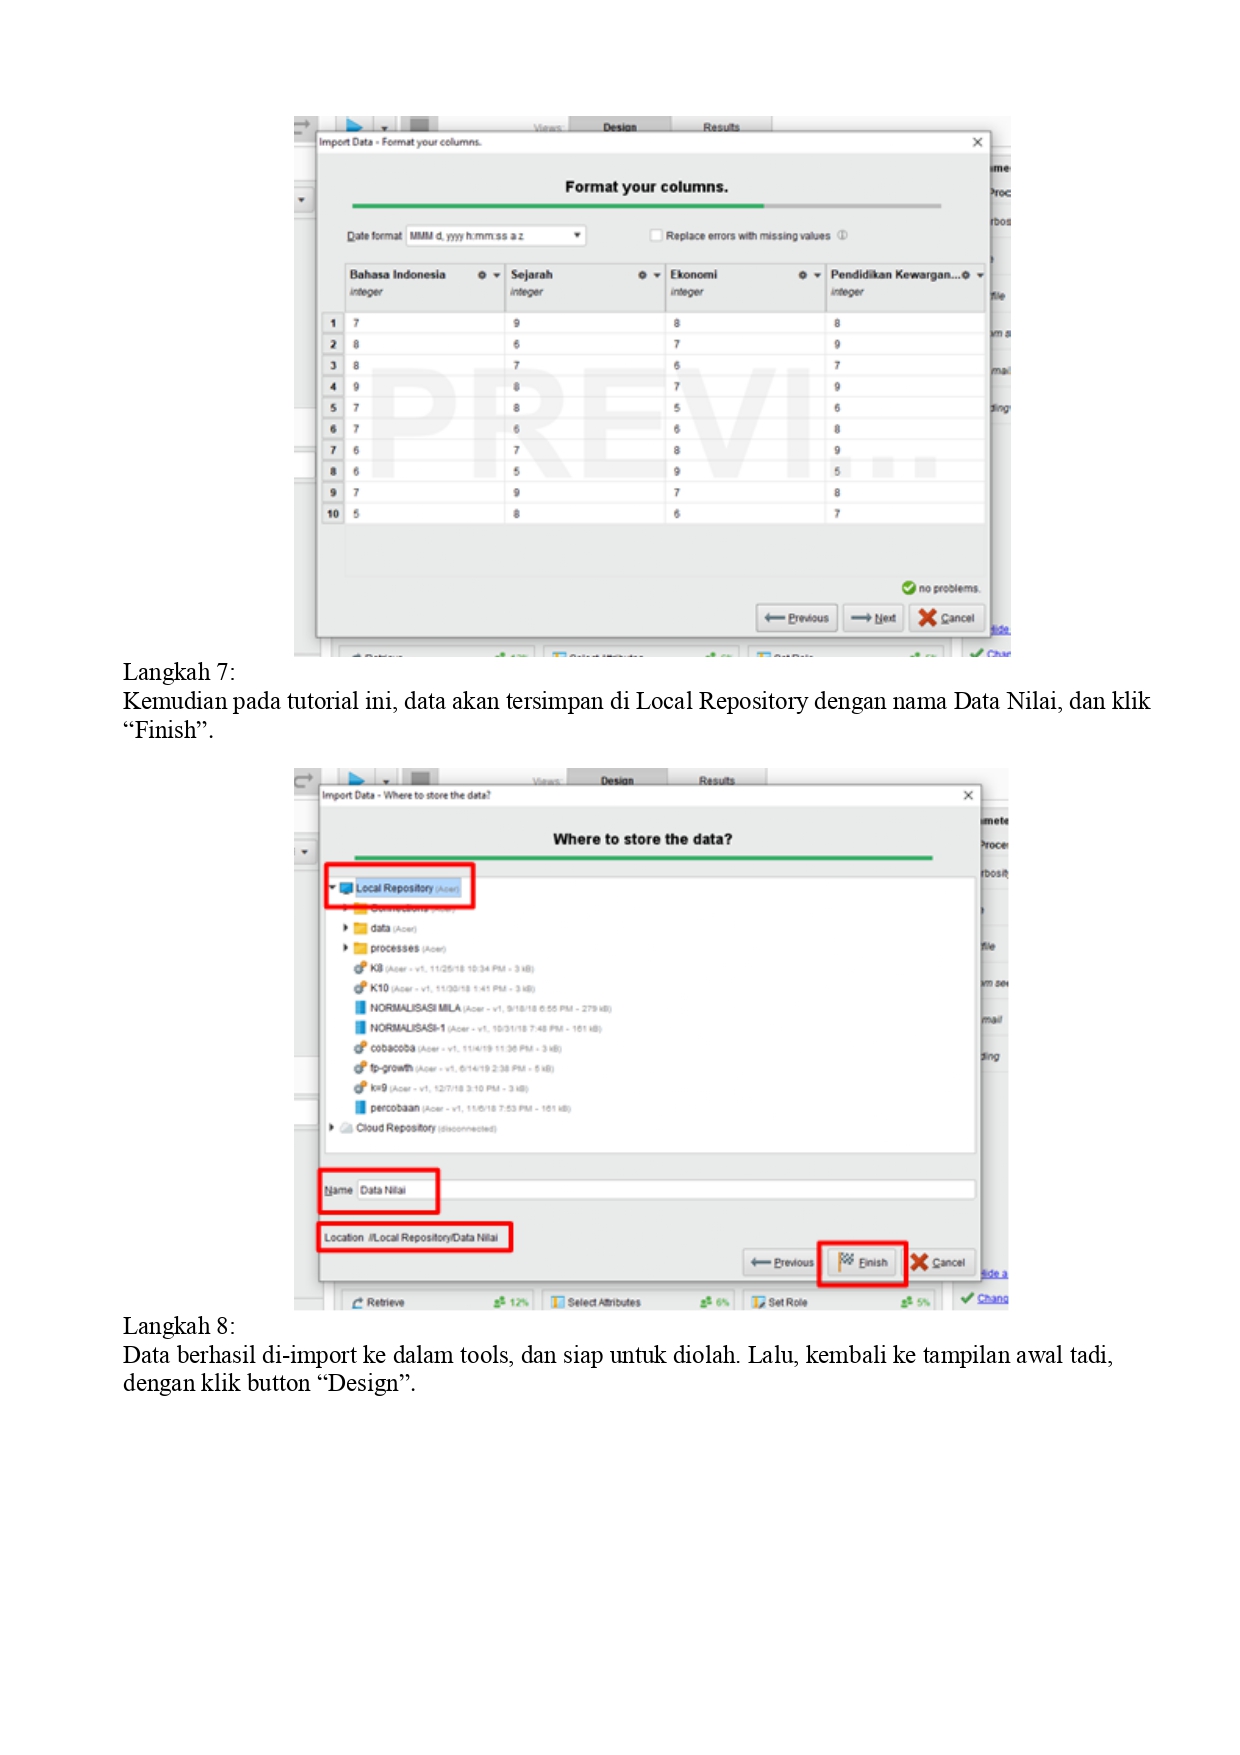 Views: Design Results
Import Data - Format your columns.
Format your columns.
Date format MMM d, yyyy h:mm:ss a z Replace errors with missing values
Bahasa Indonesia Sejarah Ekonomi Pendidikan Kewargan...
integer integer integer integer
1 7 9 8 8
2 8 6 7 9
3 8 7 6 7
4 9 8 7 9
5 7 8 5 6
6 7 6 6 8
7 6 7 8 9
8 6 5 9 5
9 7 9 7 8
10 5 8 6 7
PREVI...
no problems.
Previous Next Cancel
Retrieve 12% Select Attributes 6% Set Role 5%
Langkah 7:
Kemudian pada tutorial ini, data akan tersimpan di Local Repository dengan nama Data Nilai, dan klik
“Finish”.
Views: Design Results
Import Data - Where to store the data?
Where to store the data?
Local Repository (Acer)
Connections (Acer)
data (Acer)
processes (Acer)
K8 (Acer - v1, 11/25/18 10:34 PM - 3 kB)
K10 (Acer - v1, 11/30/18 1:41 PM - 3 kB)
NORMALISASI MILA (Acer - v1, 9/18/18 6:55 PM - 279 kB)
NORMALISASI-1 (Acer - v1, 10/31/18 7:48 PM - 161 kB)
cobacoba (Acer - v1, 11/4/19 11:36 PM - 3 kB)
fp-growth (Acer - v1, 6/14/19 2:38 PM - 5 kB)
k=9 (Acer - v1, 12/7/18 3:10 PM - 3 kB)
percobaan (Acer - v1, 11/6/18 7:53 PM - 161 kB)
Cloud Repository (disconnected)
Name Data Nilai
Location //Local Repository/Data Nilai
Previous Finish Cancel
Retrieve 12% Select Attributes 6% Set Role 5%
Langkah 8:
Data berhasil di-import ke dalam tools, dan siap untuk diolah. Lalu, kembali ke tampilan awal tadi,
dengan klik button “Design”.